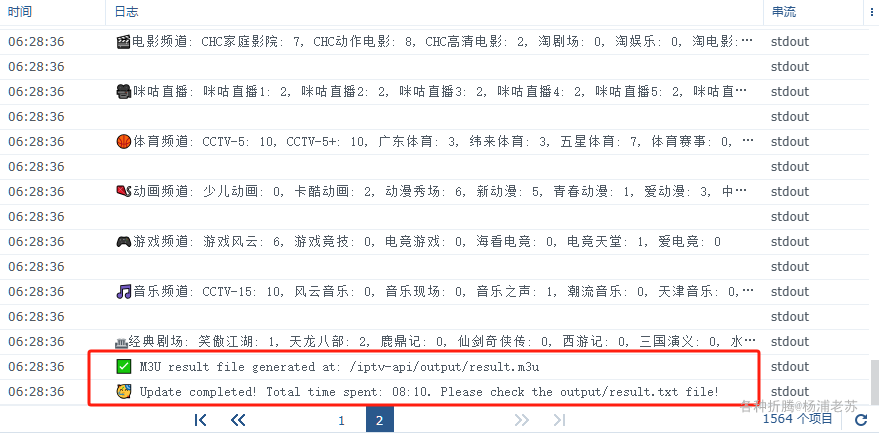 时间 日志 串流
06:28:36 电影频道: CHC家庭影院: 7, CHC动作电影: 8, CHC高清电影: 2, 淘剧场: 0, 淘娱乐: 0, 淘电影:… stdout
06:28:36 stdout
06:28:36 咪咕直播: 咪咕直播1: 2, 咪咕直播2: 2, 咪咕直播3: 2, 咪咕直播4: 2, 咪咕直播5: 2, 咪咕直… stdout
06:28:36 stdout
06:28:36 体育频道: CCTV-5: 10, CCTV-5+: 10, 广东体育: 3, 纬来体育: 3, 五星体育: 7, 体育赛事: 0, … stdout
06:28:36 stdout
06:28:36 动画频道: 少儿动画: 0, 卡酷动画: 2, 动漫秀场: 6, 新动漫: 5, 青春动漫: 1, 爱动漫: 3, 中… stdout
06:28:36 stdout
06:28:36 游戏频道: 游戏风云: 6, 游戏竞技: 0, 电竞游戏: 0, 海看电竞: 0, 电竞天堂: 1, 爱电竞: 0 stdout
06:28:36 stdout
06:28:36 音乐频道: CCTV-15: 10, 风云音乐: 0, 音乐现场: 0, 音乐之声: 1, 潮流音乐: 0, 天津音乐: 0,… stdout
06:28:36 stdout
06:28:36 经典剧场: 笑傲江湖: 1, 天龙八部: 2, 鹿鼎记: 0, 仙剑奇侠传: 0, 西游记: 0, 三国演义: 0, 水… stdout
06:28:36 M3U result file generated at: /iptv-api/output/result.m3u stdout
06:28:36 Update completed! Total time spent: 08:10. Please check the output/result.txt file! stdout
各种折腾@杨浦老苏
1 2 1564 个项目